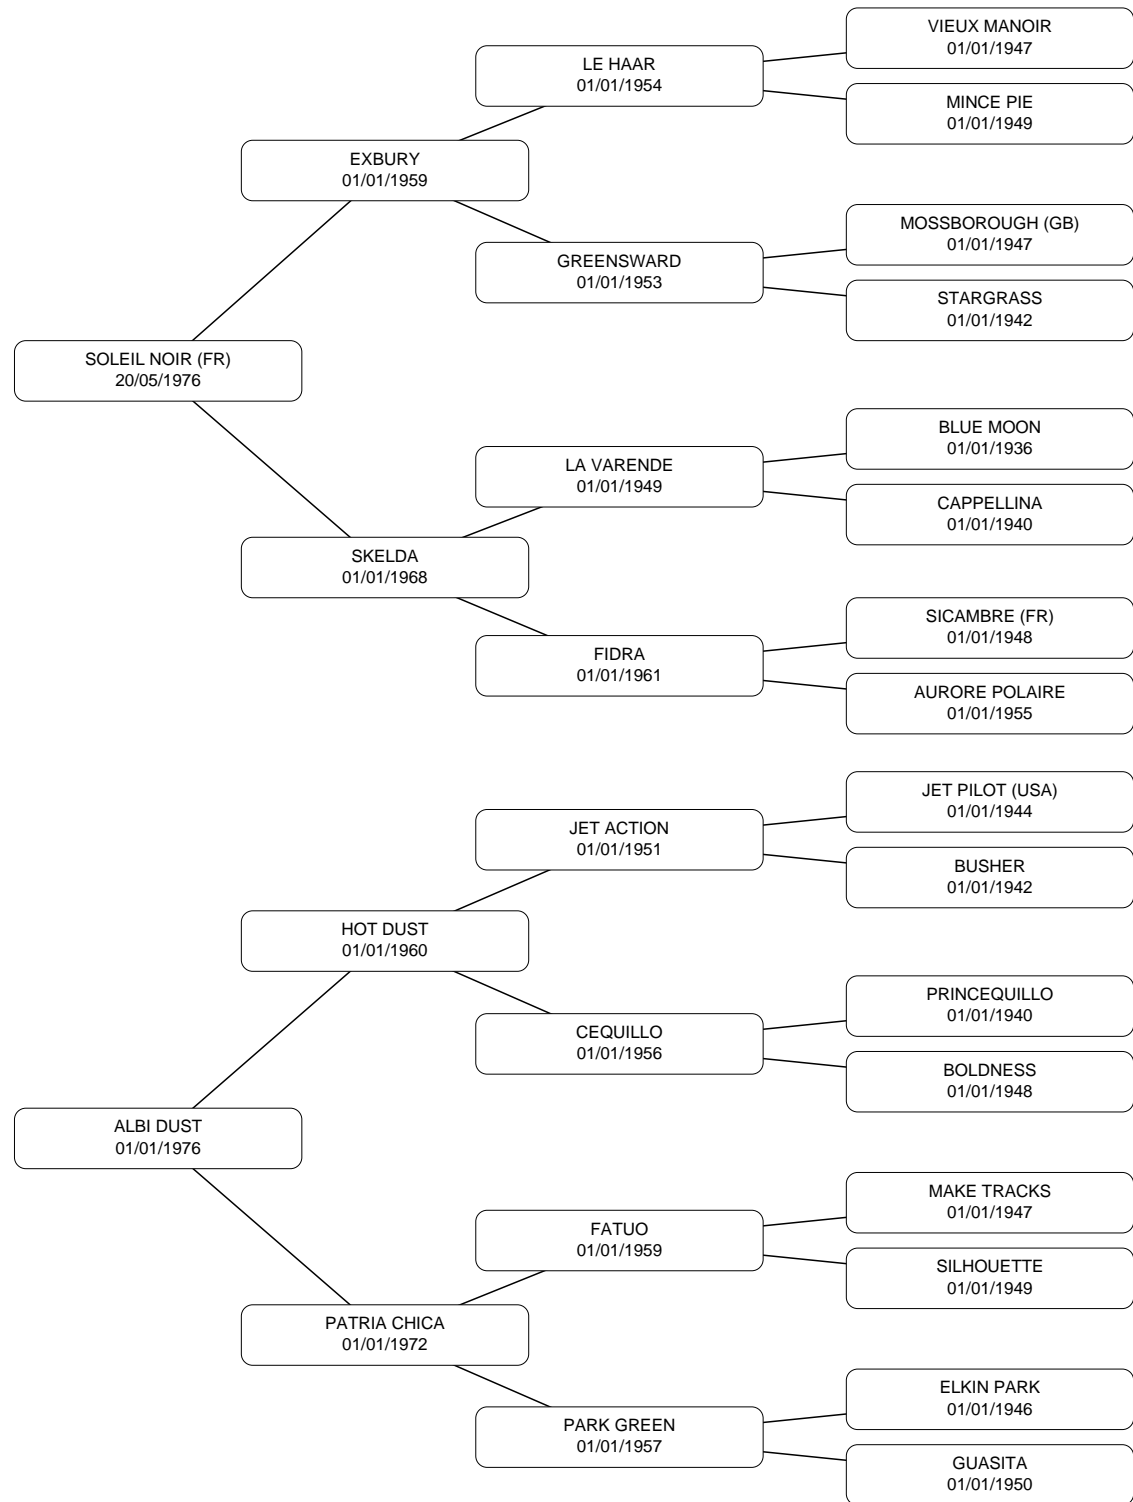 VIEUX MANOIR
01/01/1947
LE HAAR
01/01/1954
MINCE PIE
01/01/1949
EXBURY
01/01/1959
MOSSBOROUGH (GB)
01/01/1947
GREENSWARD
01/01/1953
STARGRASS
01/01/1942
SOLEIL NOIR (FR)
20/05/1976
BLUE MOON
01/01/1936
LA VARENDE
01/01/1949
CAPPELLINA
01/01/1940
SKELDA
01/01/1968
SICAMBRE (FR)
01/01/1948
FIDRA
01/01/1961
AURORE POLAIRE
01/01/1955
JET PILOT (USA)
01/01/1944
JET ACTION
01/01/1951
BUSHER
01/01/1942
HOT DUST
01/01/1960
PRINCEQUILLO
01/01/1940
CEQUILLO
01/01/1956
BOLDNESS
01/01/1948
ALBI DUST
01/01/1976
MAKE TRACKS
01/01/1947
FATUO
01/01/1959
SILHOUETTE
01/01/1949
PATRIA CHICA
01/01/1972
ELKIN PARK
01/01/1946
PARK GREEN
01/01/1957
GUASITA
01/01/1950